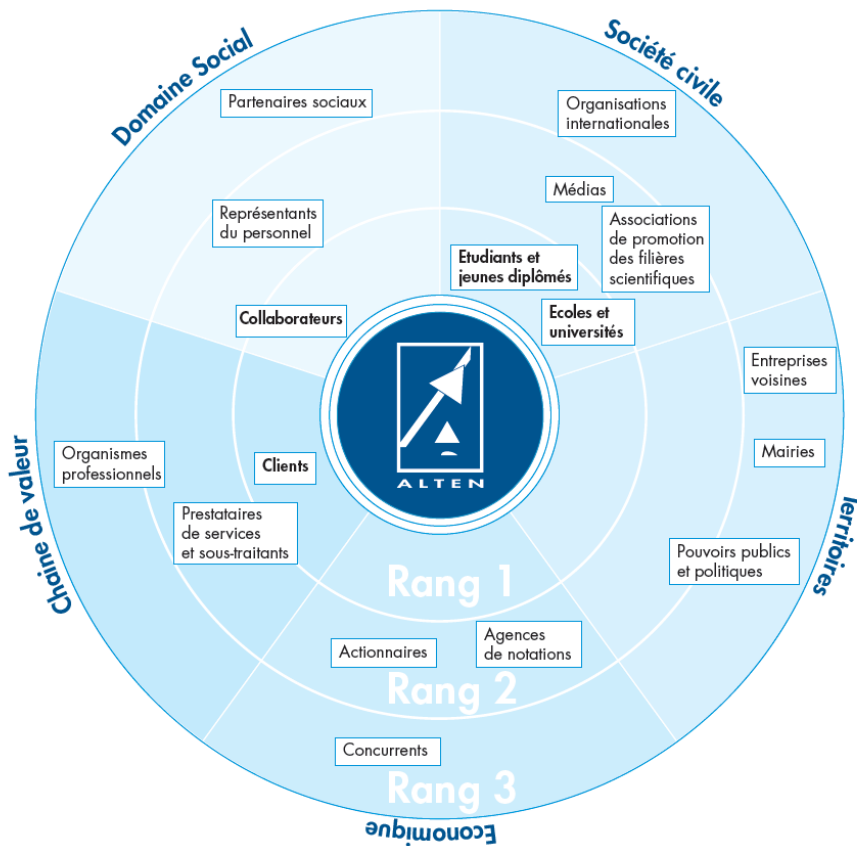 Domaine Social
Société civile
Partenaires sociaux
Organisations
internationales
Médias
Représentants
du personnel
Associations
de promotion
des filières
scientifiques
Etudiants et
jeunes diplômés
Collaborateurs
Ecoles et
universités
Entreprises
voisines
Mairies
Organismes
professionnels
Clients
ALTEN
Chaine de valeur
Territoires
Prestataires
de services
et sous-traitants
Pouvoirs publics
et politiques
Rang 1
Actionnaires
Agences
de notations
Rang 2
Concurrents
Rang 3
Economique